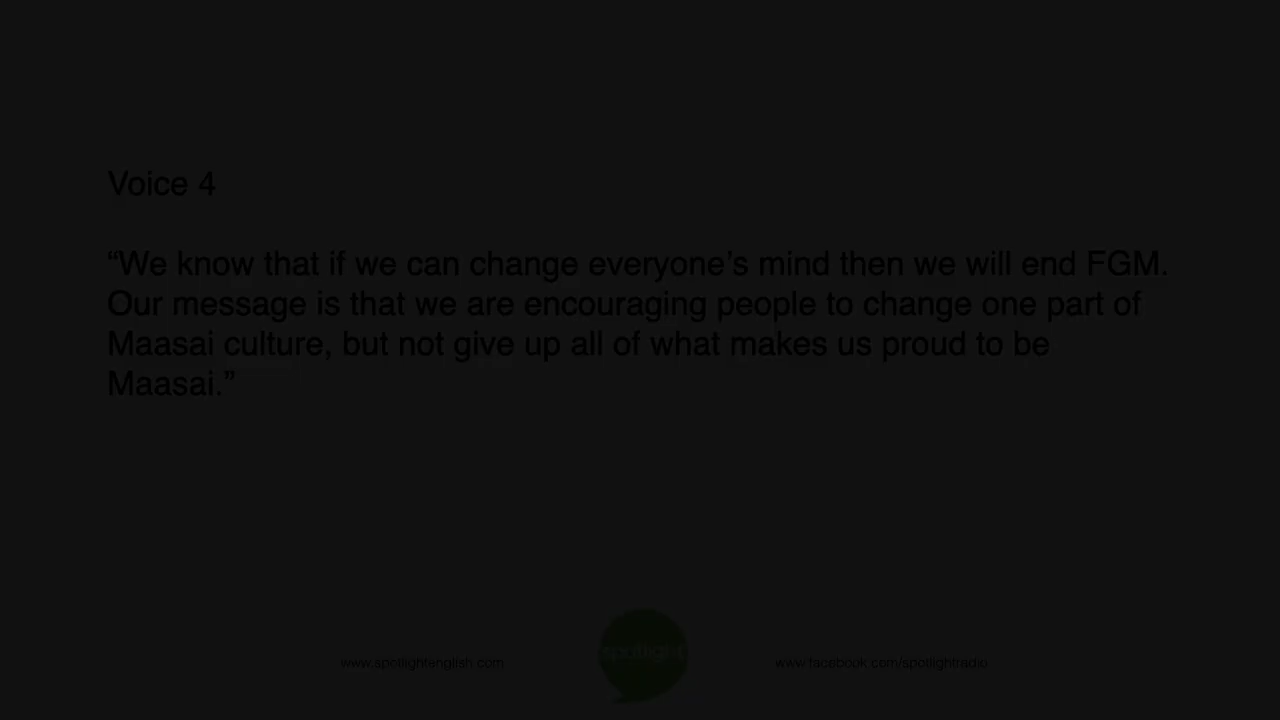 Voice 4
“We know that if we can change everyone’s mind then we will end FGM.
Our message is that we are encouraging people to change one part of
Maasai culture, but not give up all of what makes us proud to be
Maasai.”
spotlight
www.spotlightenglish.com
www.facebook.com/spotlightradio